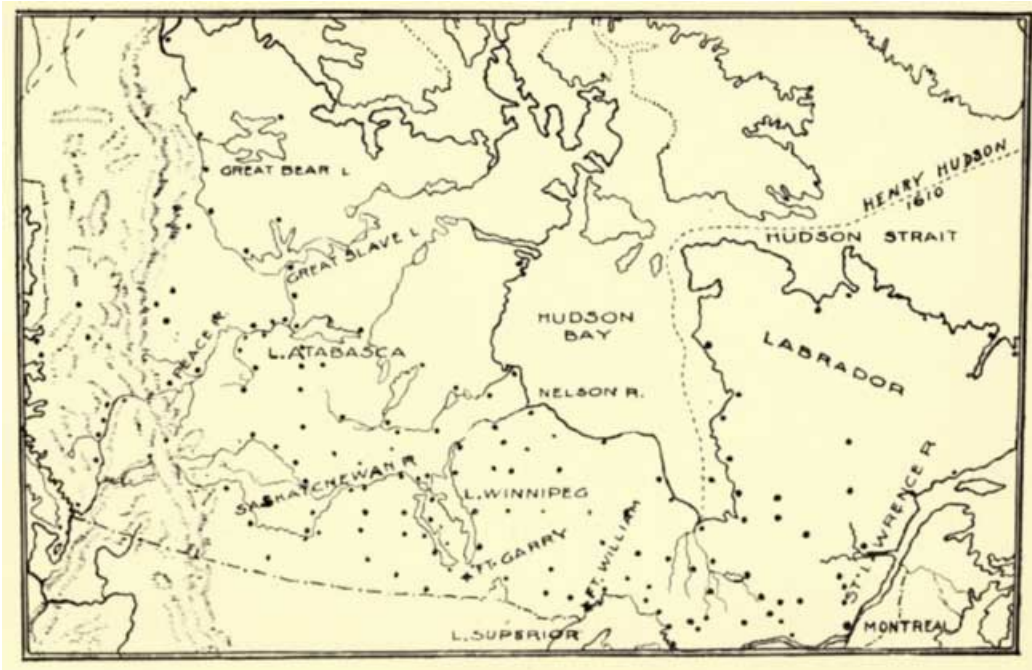 GREAT BEAR L
HENRY HUDSON
1610
HUDSON STRAIT
GREAT SLAVE L
HUDSON
BAY
LABRADOR
PEACE R
L. ATABASCA
NELSON R.
SASKATCHEWAN R
L. WINNIPEG
FT. GARRY
FT. WILLIAM
ST. LAWRENCE R
L. SUPERIOR
MONTREAL